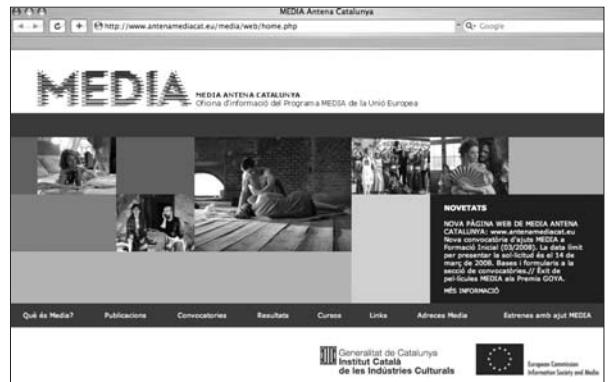 MEDIA Antena Catalunya
http://www.antenamediacat.eu/media/web/home.php
Google
MEDIA
MEDIA ANTENA CATALUNYA
Oficina d'informació del Programa MEDIA de la Unió Europea
NOVETATS
NOVA PÀGINA WEB DE MEDIA ANTENA
CATALUNYA: www.antenamediacat.eu
Nova convocatòria d'ajuts MEDIA a
Formació Inicial (03/2008). La data límit
per presentar la sol·licitud és el 14 de
març de 2008. Bases i formularis a la
secció de convocatòries.// Èxit de
pel·lícules MEDIA als Premis GOYA.
MÉS INFORMACIÓ
Què és Media?
Publicacions
Convocatories
Resultats
Cursos
Links
Adreces Media
Estrenes amb ajut MEDIA
Generalitat de Catalunya
Institut Català
de les Indústries Culturals
European Commission
Information Society and Media